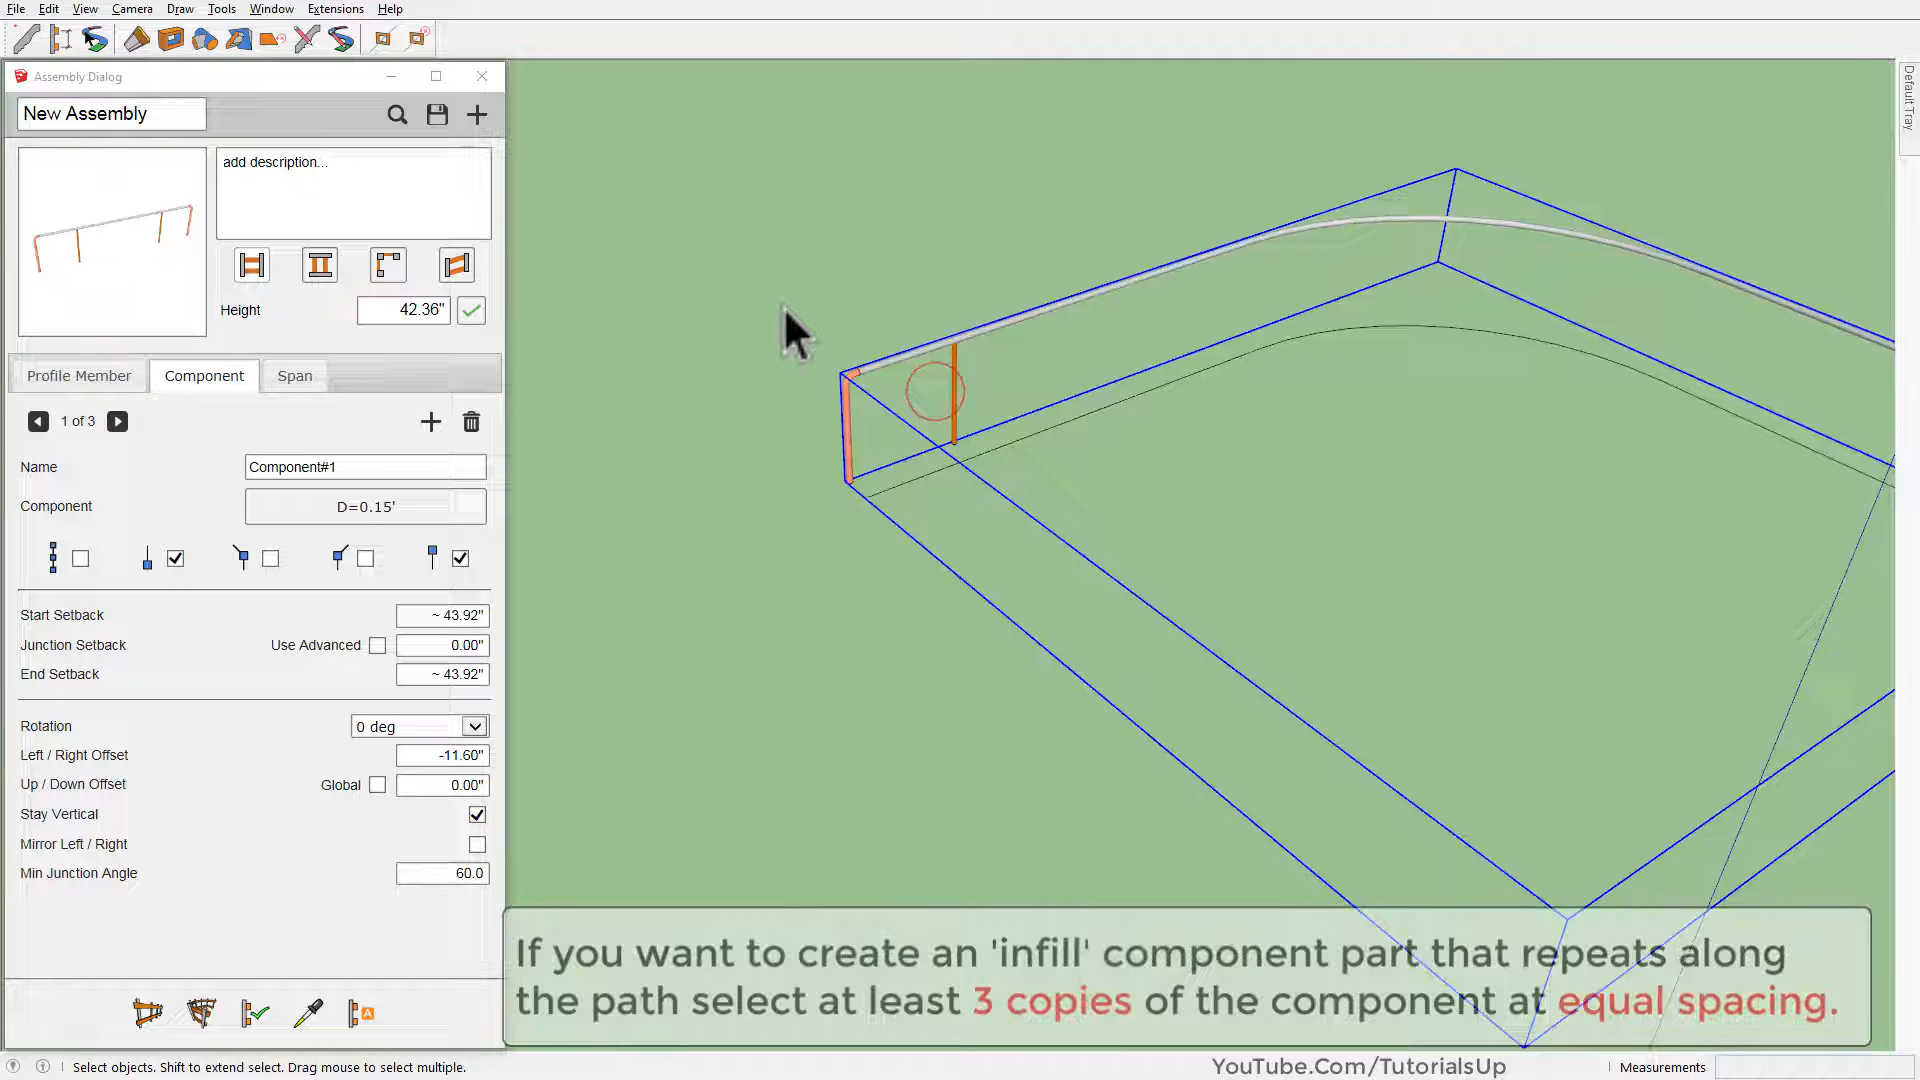 File Edit View Camera Draw Tools Window Extensions Help
Default Tray
Assembly Dialog
New Assembly
add description...
Height 42.36"
Profile Member Component Span
1 of 3
Name Component#1
Component D=0.15'
Start Setback ~ 43.92"
Junction Setback Use Advanced 0.00"
End Setback ~ 43.92"
Rotation 0 deg
Left / Right Offset -11.60"
Up / Down Offset Global 0.00"
Stay Vertical
Mirror Left / Right
Min Junction Angle 60.0
A
If you want to create an 'infill' component part that repeats along
the path select at least 3 copies of the component at equal spacing.
Select objects. Shift to extend select. Drag mouse to select multiple.
YouTube.Com/TutorialsUp
Measurements